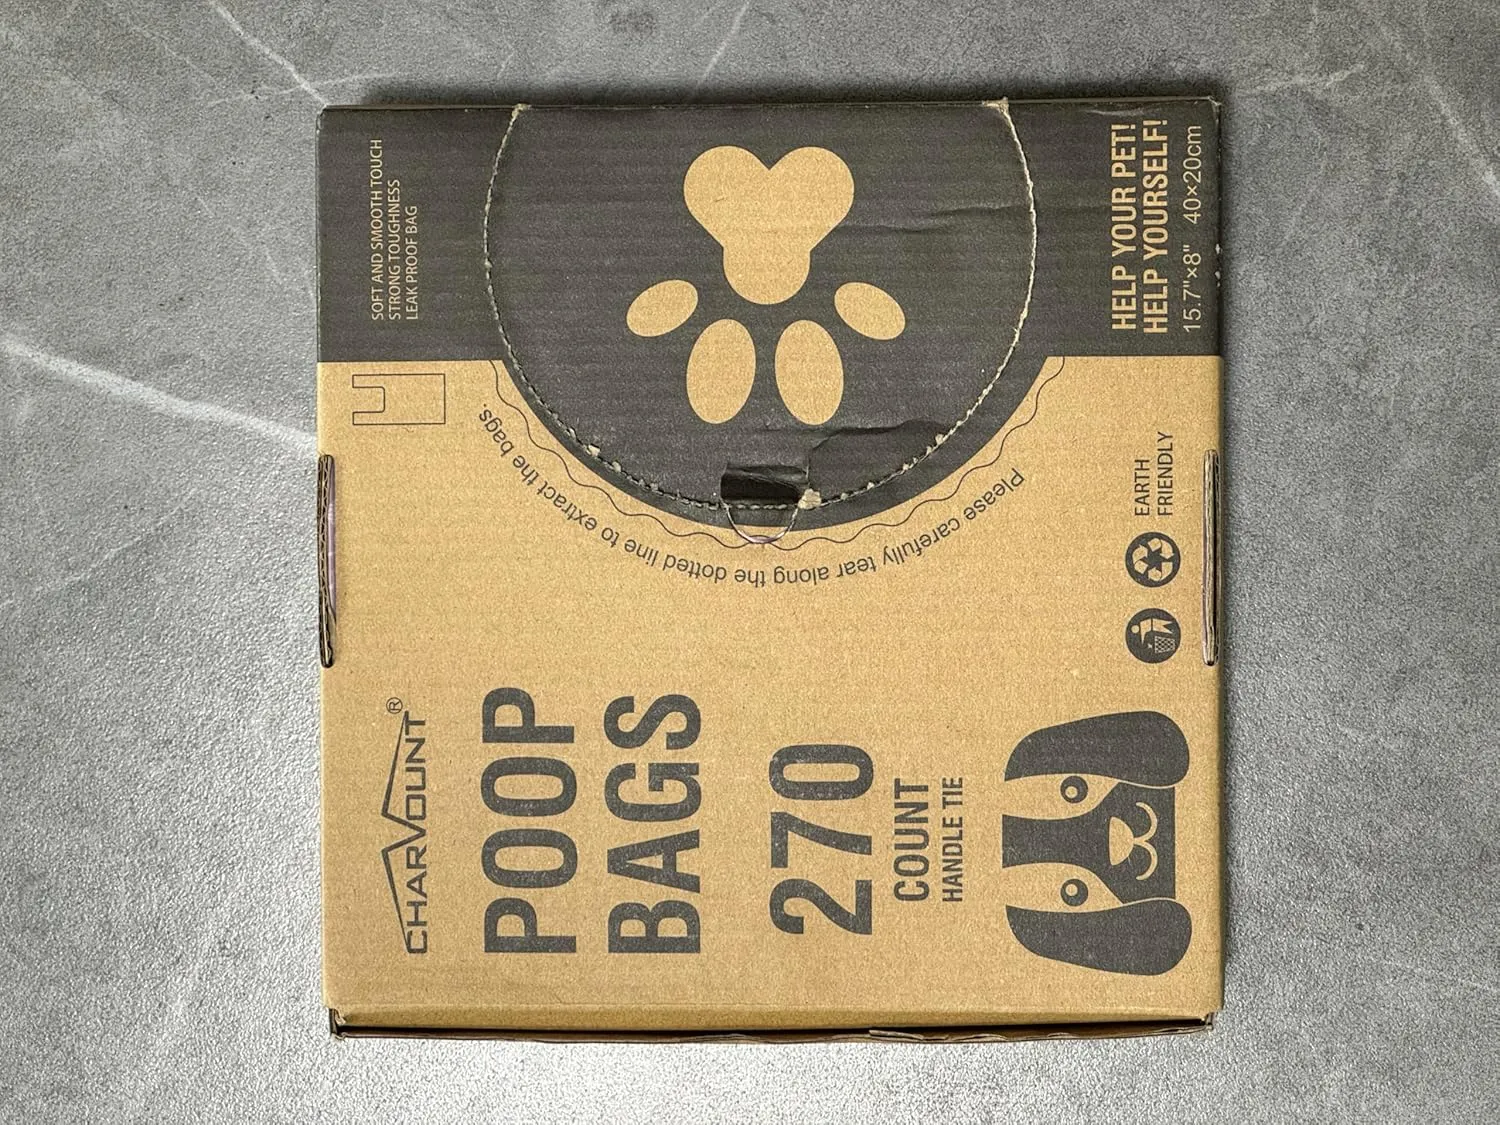 CHARVOUNT®
POOP
BAGS
270
COUNT
HANDLE TIE
SOFT AND SMOOTH TOUCH
STRONG TOUGHNESS
LEAK PROOF BAG
Please carefully tear along the dotted line to extract the bags.
EARTH
FRIENDLY
HELP YOUR PET!
HELP YOURSELF!
15.7"×8" 40×20cm